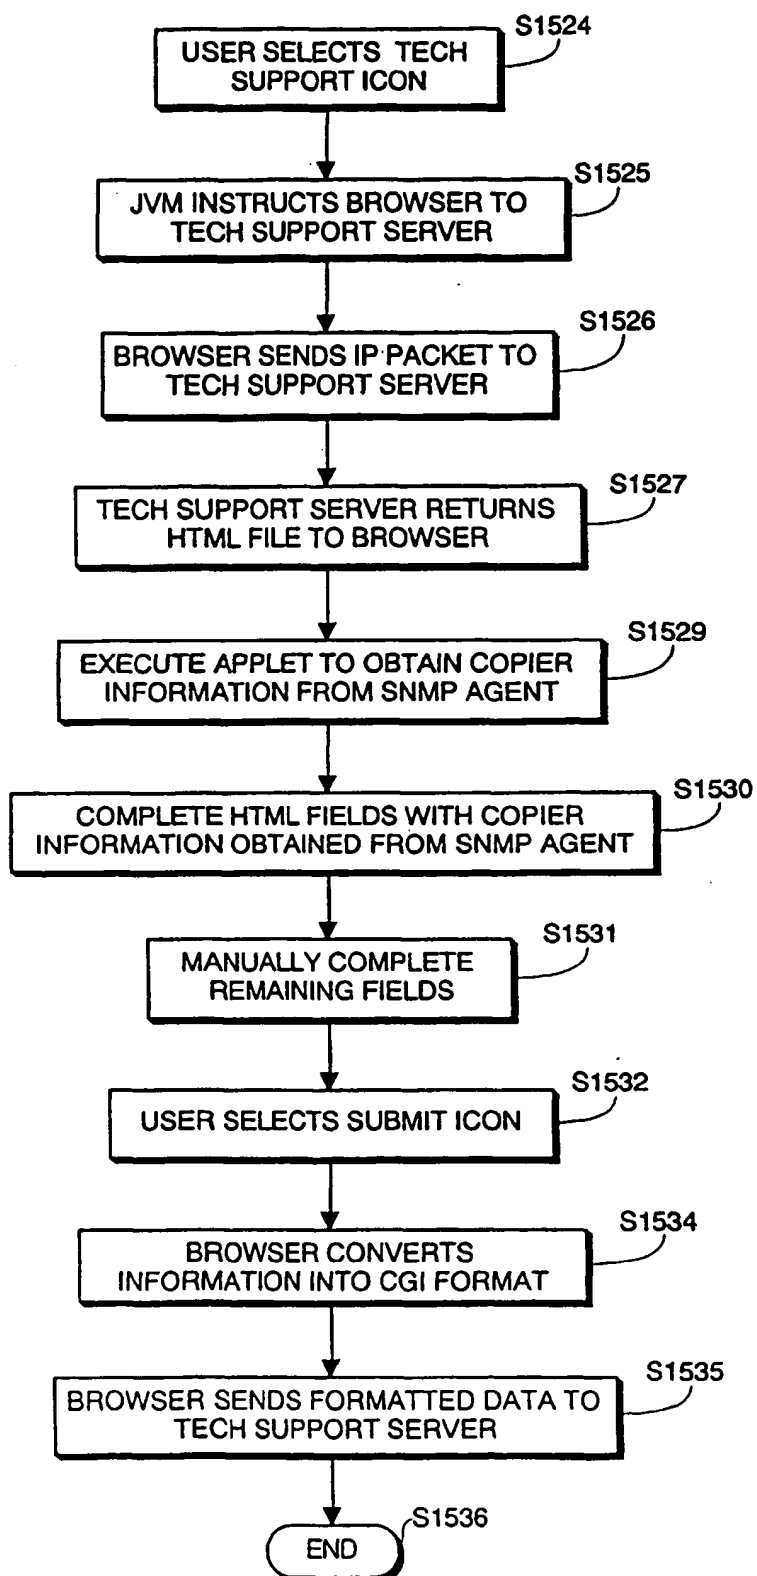 S1524
USER SELECTS TECH
SUPPORT ICON
S1525
JVM INSTRUCTS BROWSER TO
TECH SUPPORT SERVER
S1526
BROWSER SENDS IP PACKET TO
TECH SUPPORT SERVER
S1527
TECH SUPPORT SERVER RETURNS
HTML FILE TO BROWSER
S1529
EXECUTE APPLET TO OBTAIN COPIER
INFORMATION FROM SNMP AGENT
S1530
COMPLETE HTML FIELDS WITH COPIER
INFORMATION OBTAINED FROM SNMP AGENT
S1531
MANUALLY COMPLETE
REMAINING FIELDS
S1532
USER SELECTS SUBMIT ICON
S1534
BROWSER CONVERTS
INFORMATION INTO CGI FORMAT
S1535
BROWSER SENDS FORMATTED DATA TO
TECH SUPPORT SERVER
S1536
END